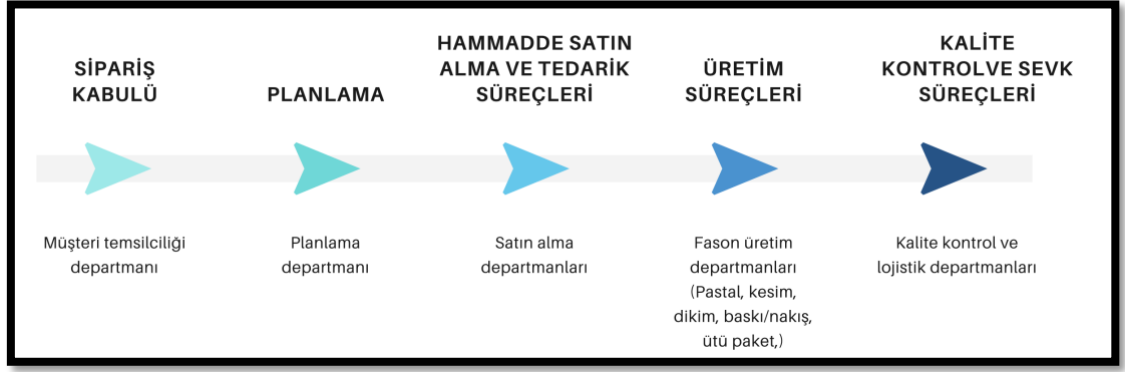 SİPARİŞ
KABULÜ
PLANLAMA
HAMMADDE SATIN
ALMA VE TEDARİK
SÜREÇLERİ
ÜRETİM
SÜREÇLERİ
KALİTE
KONTROLVE SEVK
SÜREÇLERİ
Müşteri temsilciliği
departmanı
Planlama
departmanı
Satın alma
departmanları
Fason üretim
departmanları
(Pastal, kesim,
dikim, baskı/nakış,
ütü paket,)
Kalite kontrol ve
lojistik departmanları